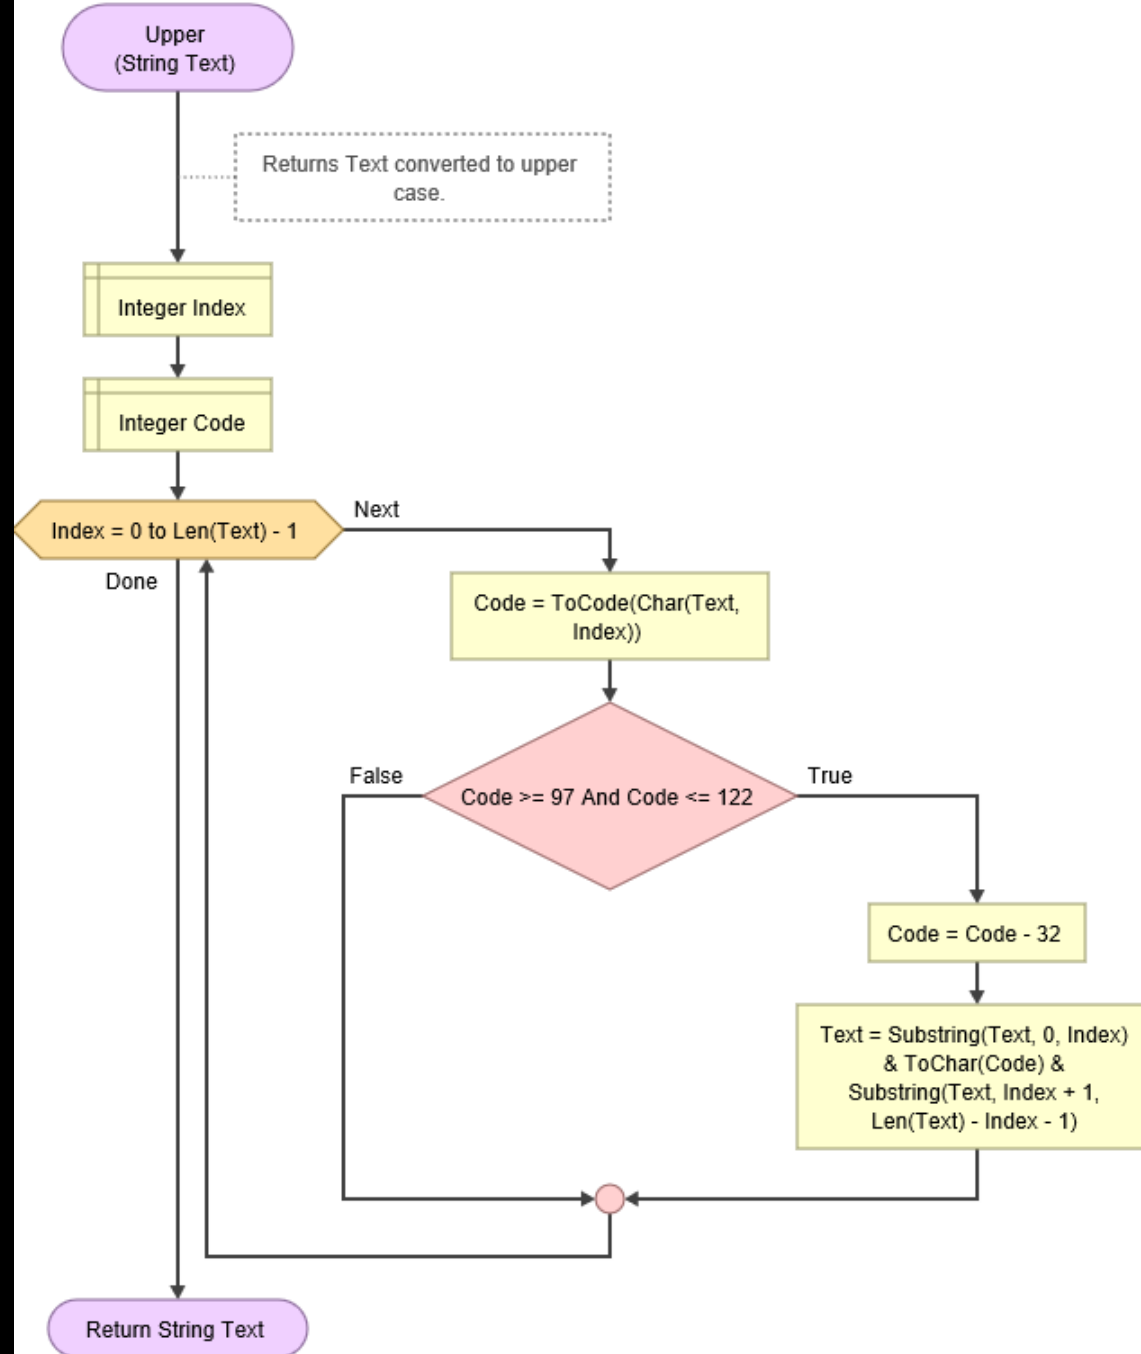 Upper
(String Text)
Returns Text converted to upper
case.
Integer Index
Integer Code
Index = 0 to Len(Text) - 1
Next
Done
Code = ToCode(Char(Text,
Index))
False
Code >= 97 And Code <= 122
True
Code = Code - 32
Text = Substring(Text, 0, Index)
& ToChar(Code) &
Substring(Text, Index + 1,
Len(Text) - Index - 1)
Return String Text